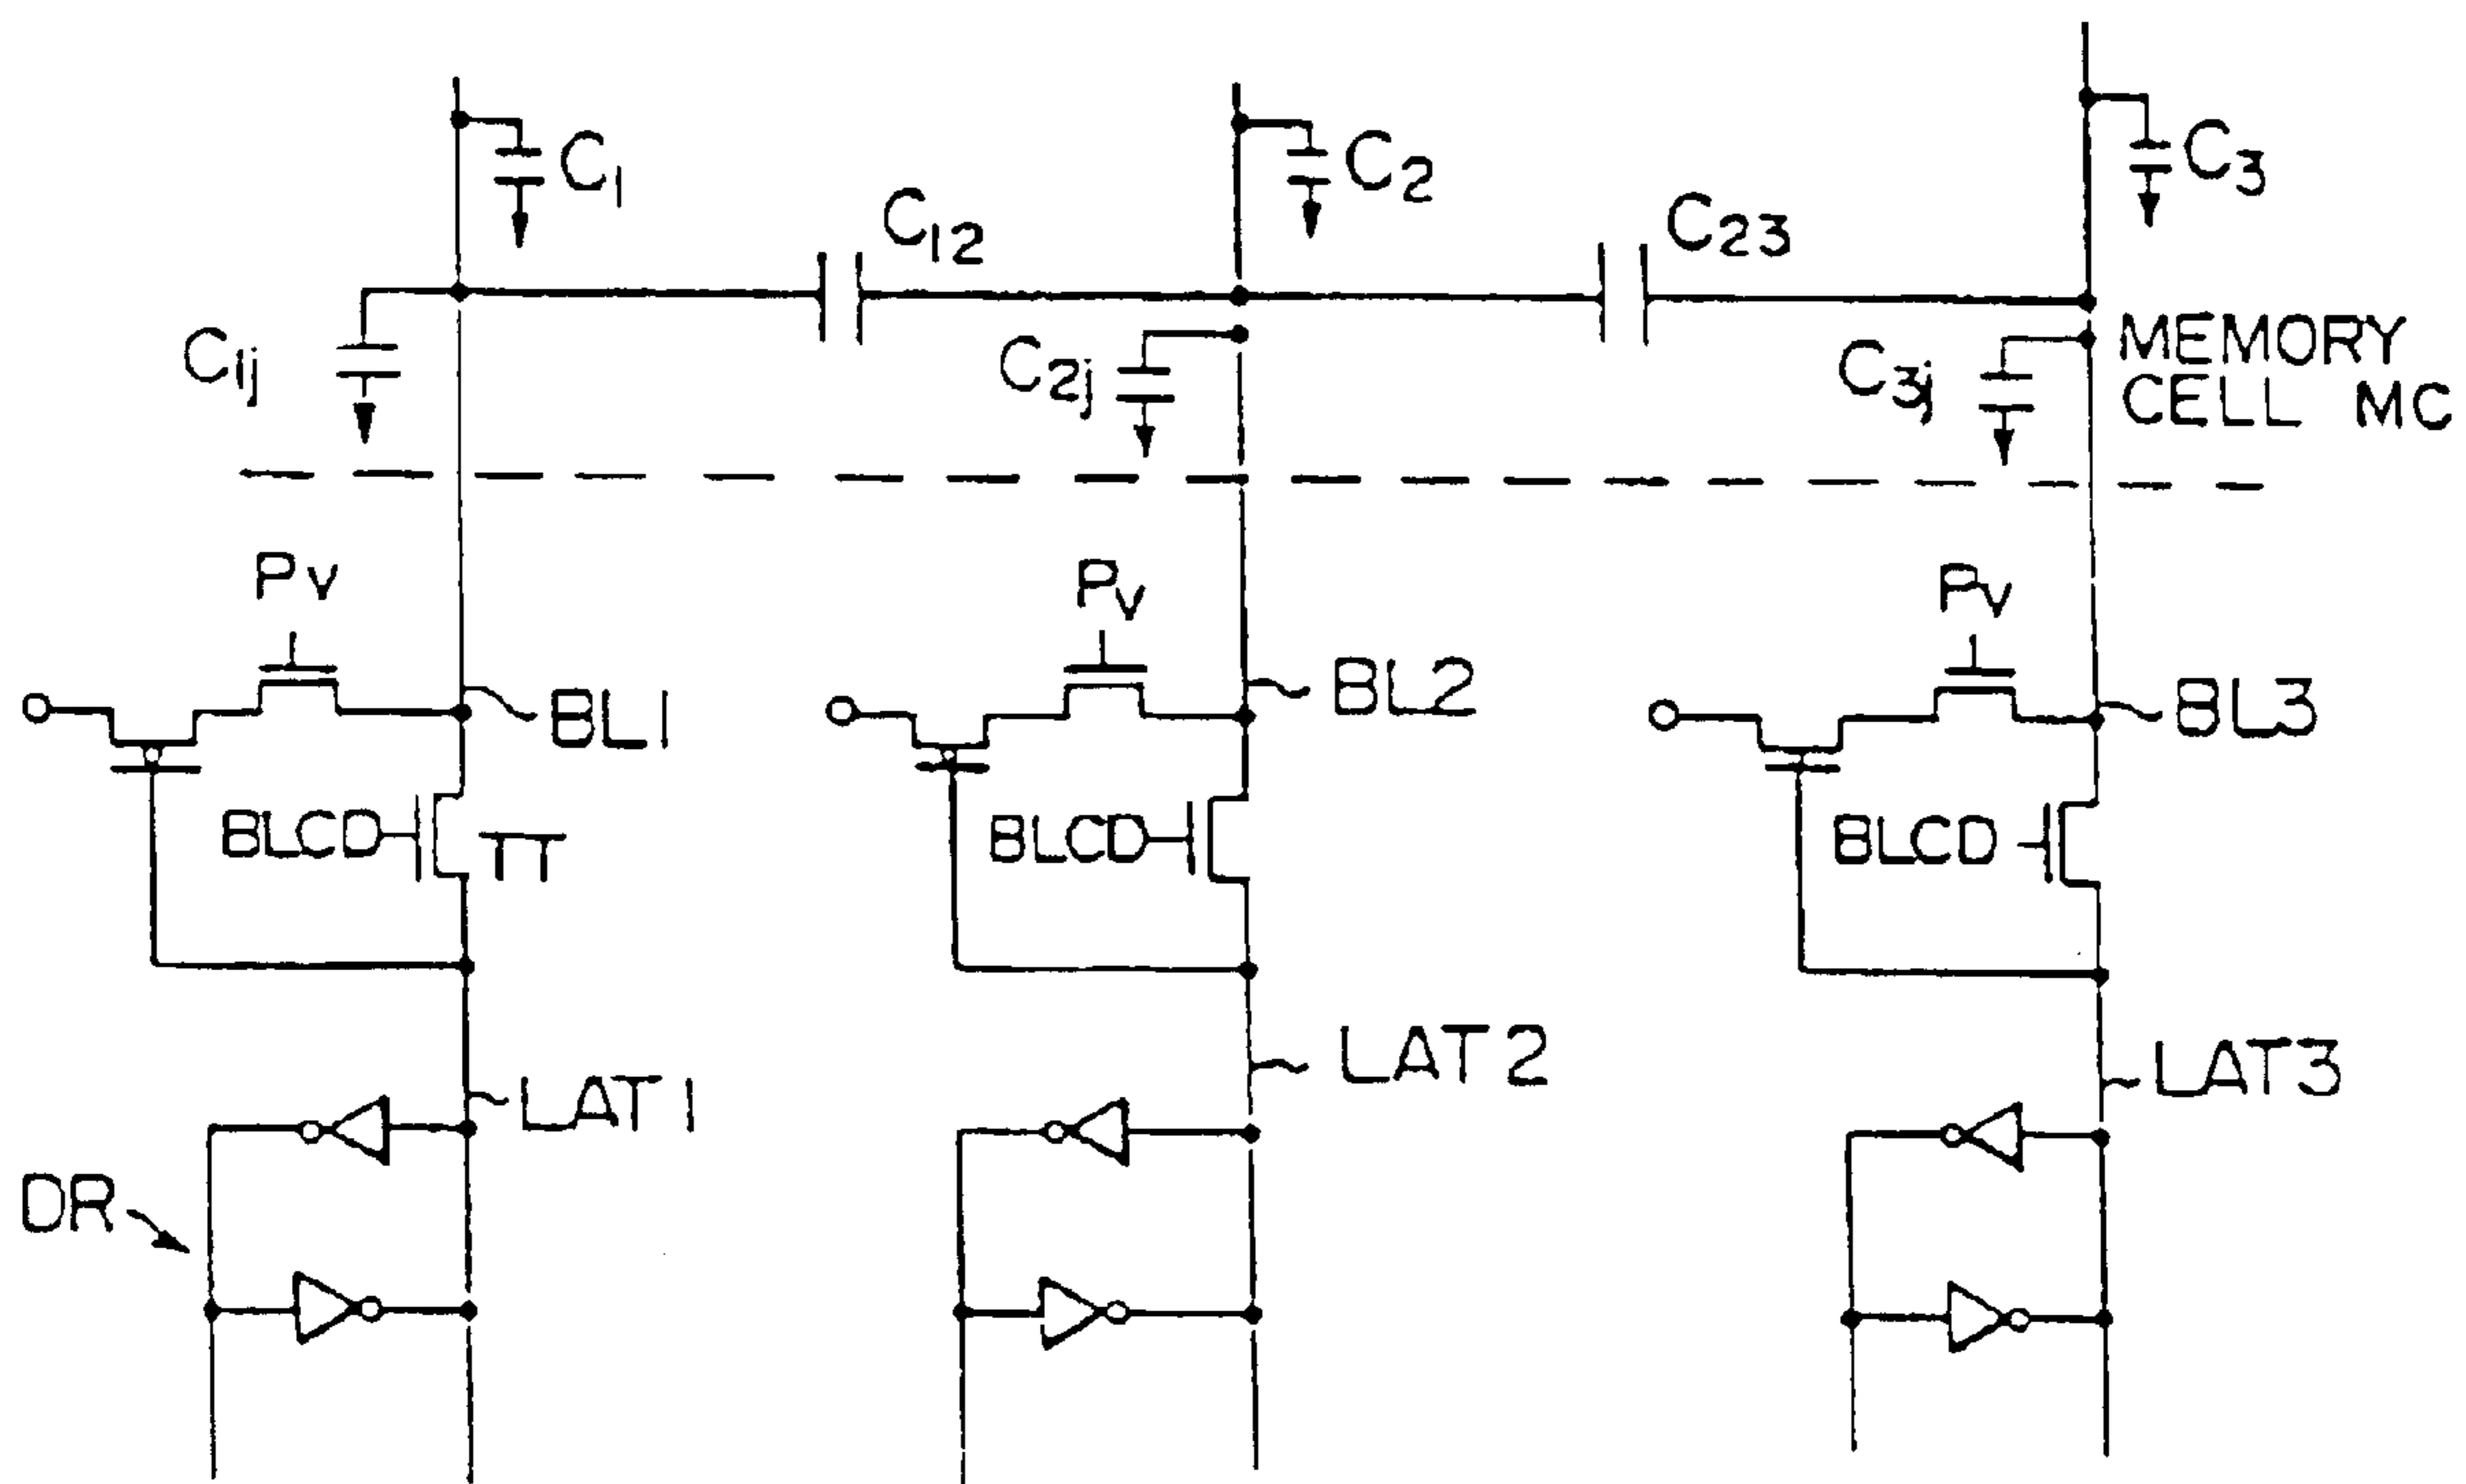 C1
C2
C3
C12
C23
C1j
C2j
C3j
MEMORY
CELL MC
PV
PV
PV
BL1
BL2
BL3
BLCD
TT
BLCD
BLCD
LAT1
LAT2
LAT3
DR